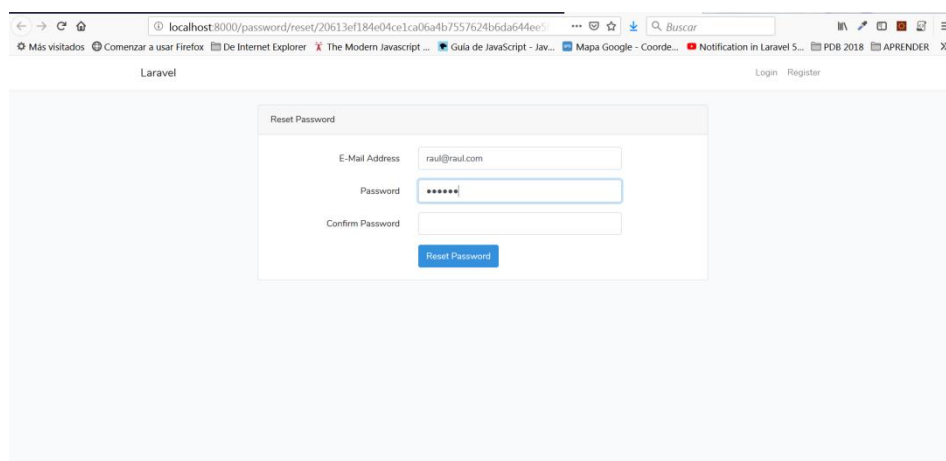 localhost:8000/password/reset/20613ef184e04ce1ca06a4b7557624b6da644ee5
Buscar
Más visitados Comenzar a usar Firefox De Internet Explorer The Modern Javascript ... Guía de JavaScript - Jav... Mapa Google - Coorde... Notification in Laravel 5... PDB 2018 APRENDER
Laravel Login Register
Reset Password
E-Mail Address raul@raul.com
Password ••••••
Confirm Password
Reset Password